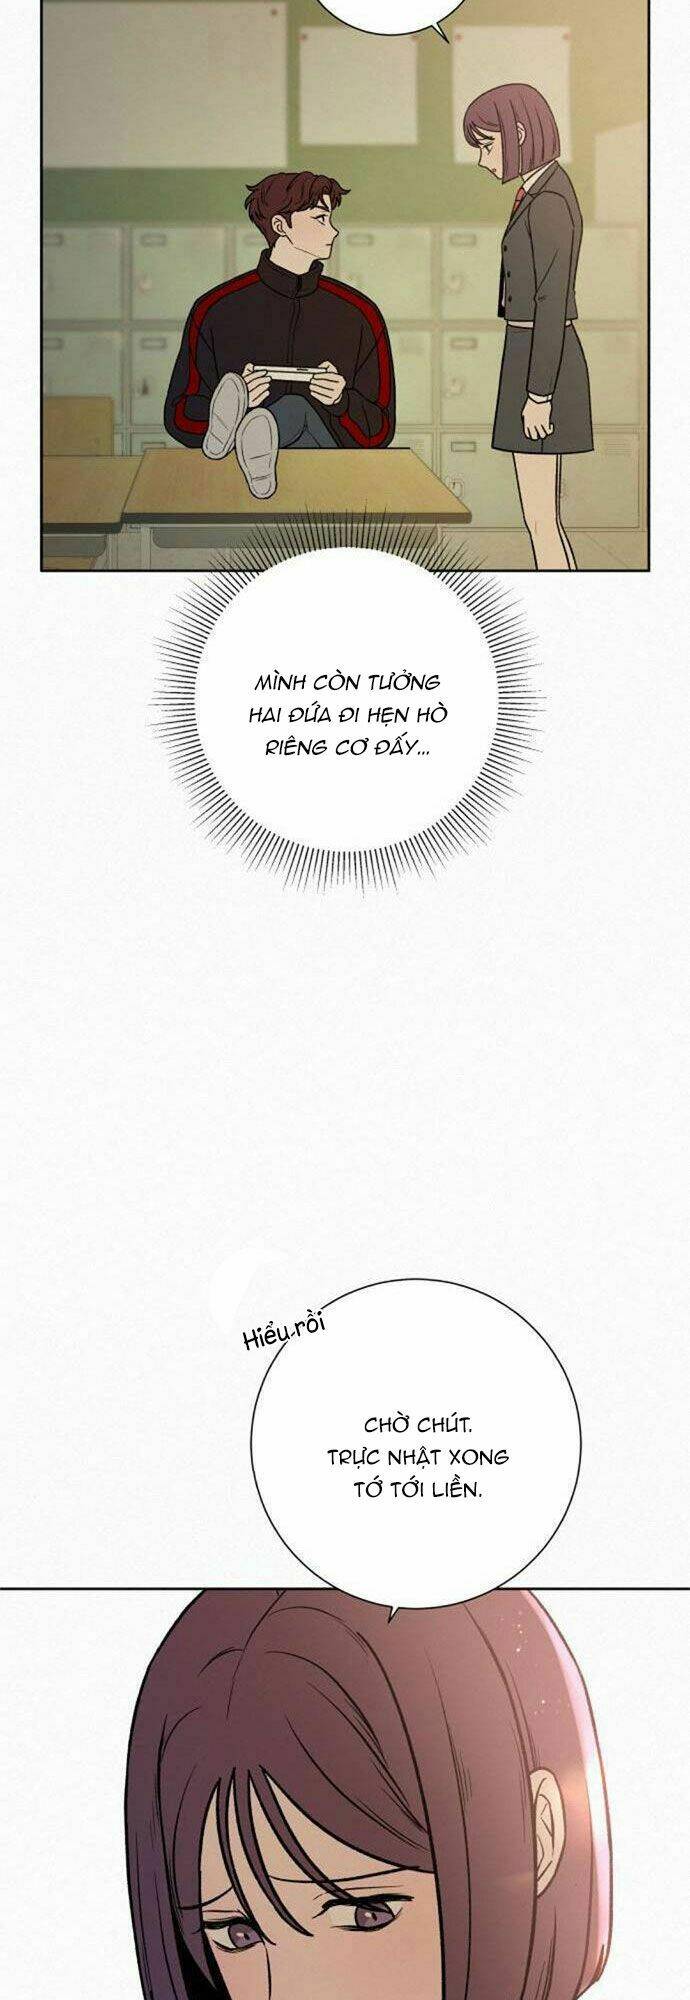 MÌNH CÒN TƯỞNG
HAI ĐỨA ĐI HẸN HÒ
RIÊNG CƠ ĐẤY...
Hiểu rồi
CHỜ CHÚT.
TRỰC NHẬT XONG
TỚ TỚI LIỀN.